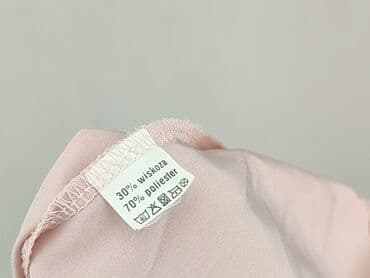 30% wiskoza
70% poliester